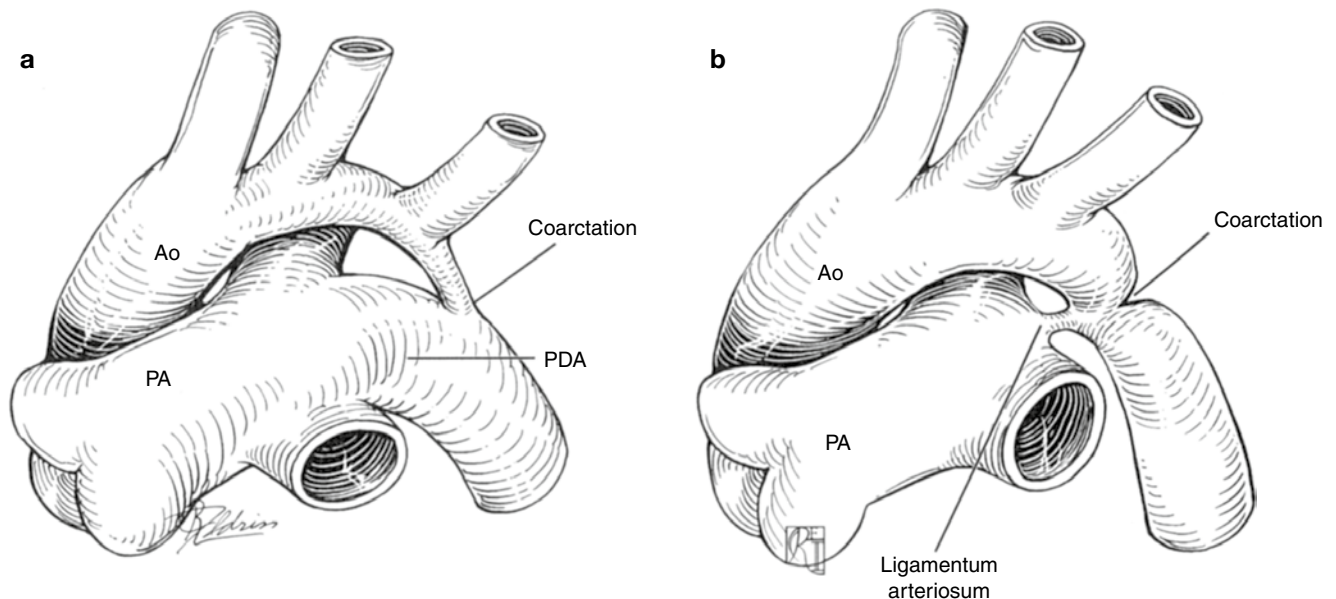 a
Ao
PA
Coarctation
PDA
b
Ao
PA
Coarctation
Ligamentum
arteriosum